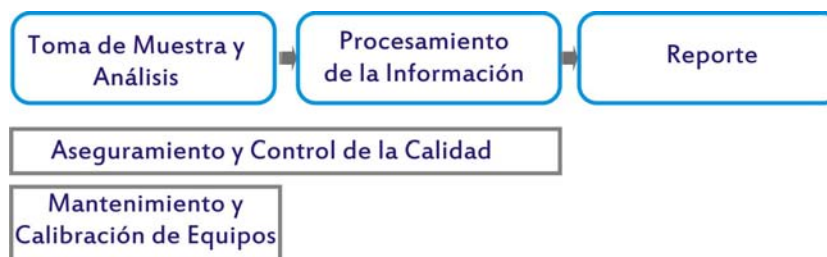 Toma de Muestra y
Análisis
Procesamiento
de la Información
Reporte
Aseguramiento y Control de la Calidad
Mantenimiento y
Calibración de Equipos